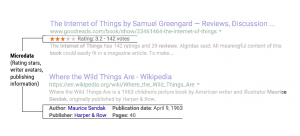 The Internet of Things by Samuel Greengard — Reviews, Discussion ...
www.goodreads.com/book/show/23461464-the-internet-of-things
Rating: 3.2 - 142 votes
The Internet of Things has 142 ratings and 29 reviews. Algirdas said: All meaningful content of this
book could easily fit in a magazine article. To make...
Microdata
(Rating stars,
writer avatars,
publishing
information)
Where the Wild Things Are - Wikipedia
https://en.wikipedia.org/wiki/Where_the_Wild_Things_Are
Where the Wild Things Are is a 1963 children's picture book by American writer and illustrator Maurice
Sendak, originally published by Harper & Row.
Author: Maurice Sendak Publication date: April 9, 1963
Publisher: Harper & Row Pages: 40